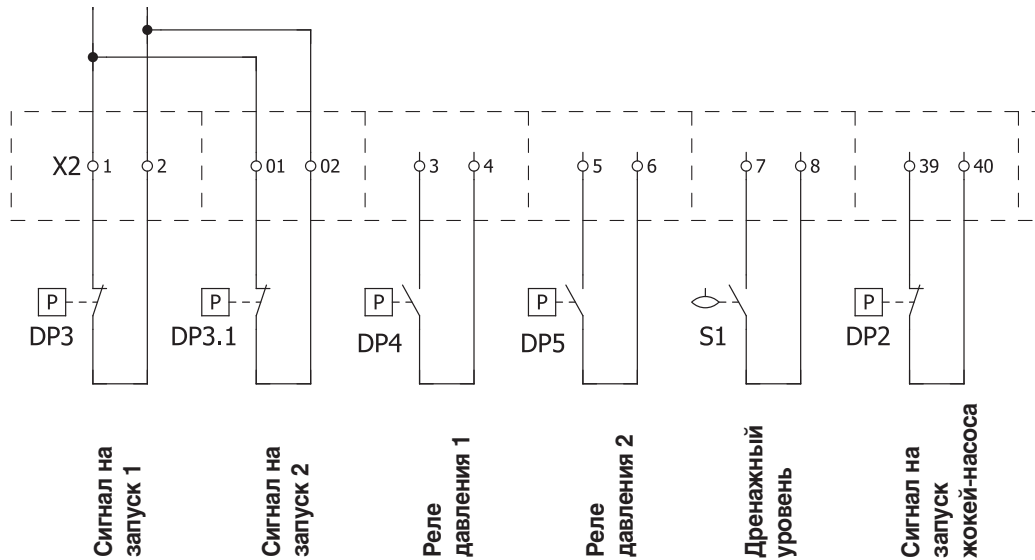 X2 1 2 01 02 3 4 5 6 7 8 39 40
P P P P P
DP3 DP3.1 DP4 DP5 S1 DP2
Сигнал на
запуск 1
Сигнал на
запуск 2
Реле
давления 1
Реле
давления 2
Дренажный
уровень
Сигнал на
запуск
жокей-насоса